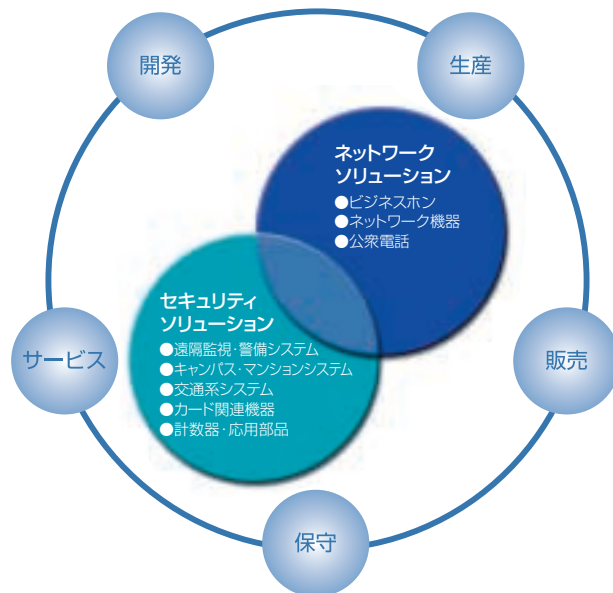 開発
生産
ネットワーク
ソリューション
●ビジネスホン
●ネットワーク機器
●公衆電話
セキュリティ
ソリューション
●遠隔監視・警備システム
●キャンパス・マンションシステム
●交通系システム
●カード関連機器
●計数器・応用部品
サービス
販売
保守